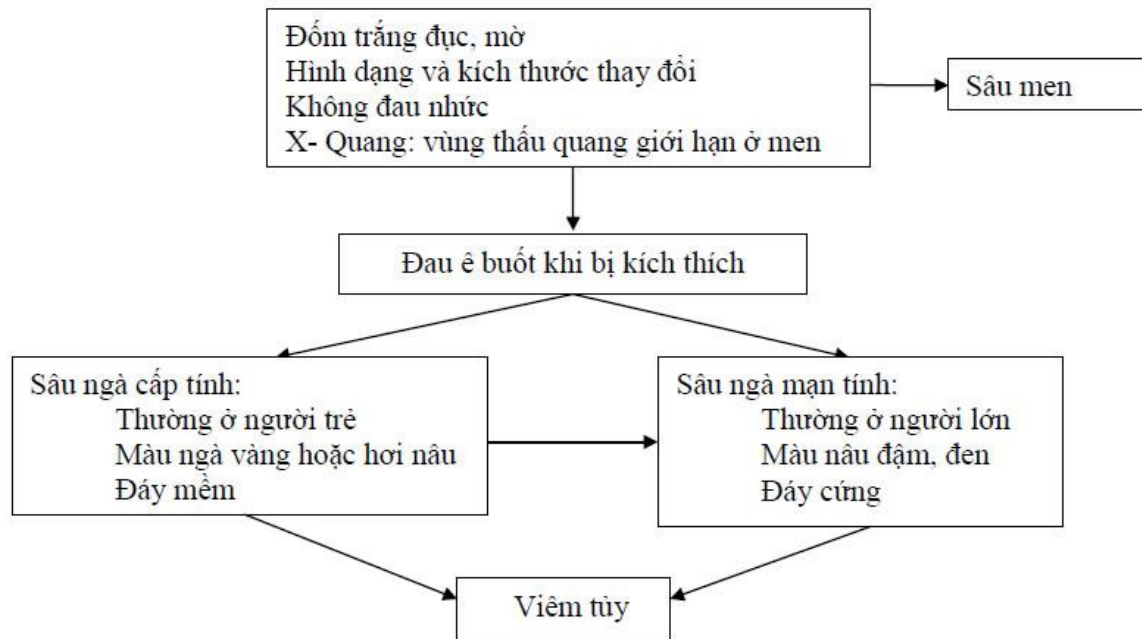 Đốm trắng đục, mờ
Hình dạng và kích thước thay đổi
Không đau nhức
X- Quang: vùng thấu quang giới hạn ở men
Sâu men
Đau ê buốt khi bị kích thích
Sâu ngà cấp tính:
Thường ở người trẻ
Màu ngà vàng hoặc hơi nâu
Đáy mềm
Sâu ngà mạn tính:
Thường ở người lớn
Màu nâu đậm, đen
Đáy cứng
Viêm tủy